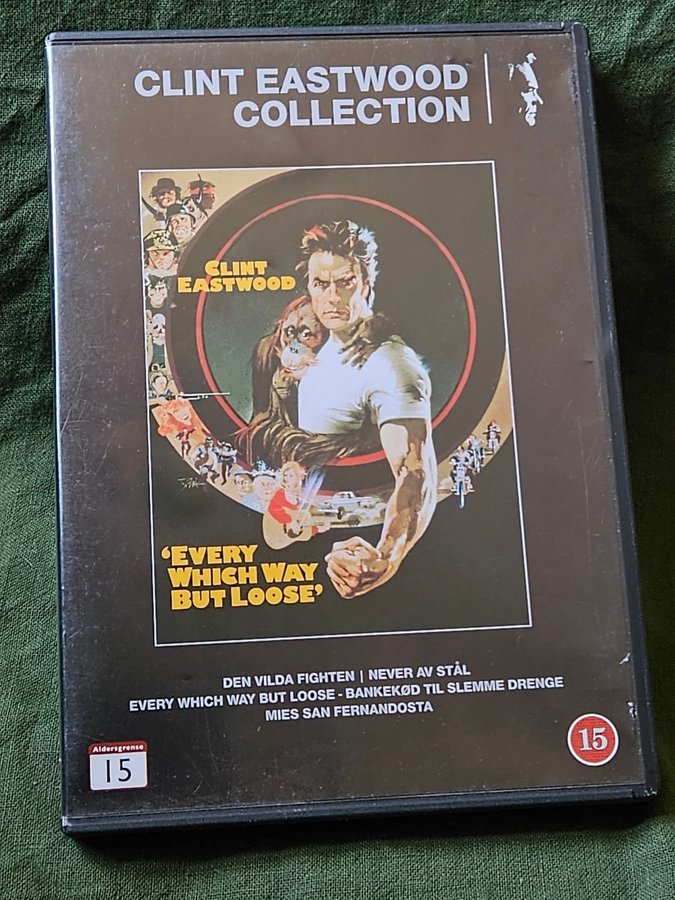 CLINT EASTWOOD
COLLECTION
CLINT
EASTWOOD
'EVERY
WHICH WAY
BUT LOOSE'
DEN VILDA FIGHTEN | NEVER AV STÅL
EVERY WHICH WAY BUT LOOSE - BANKEKØD TIL SLEMME DRENGE
MIES SAN FERNANDOSTA
Aldersgrense
15
15